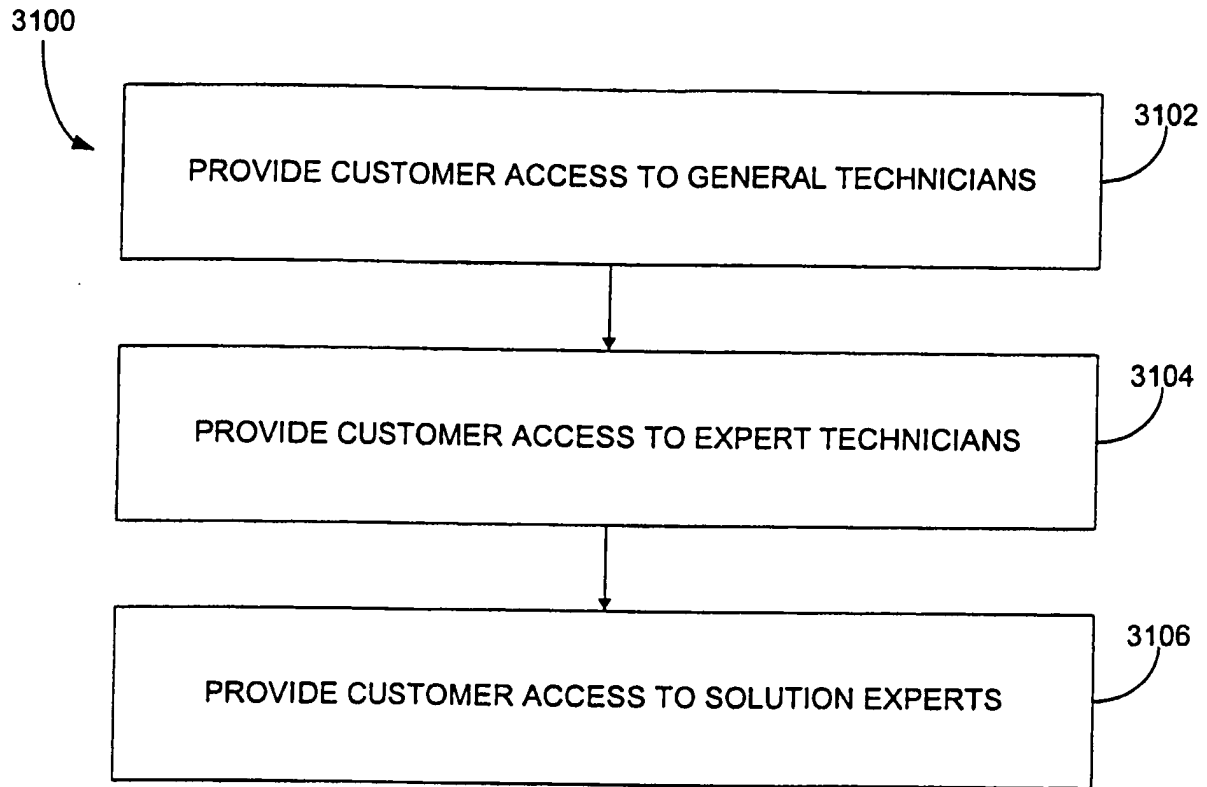 3100
3102
PROVIDE CUSTOMER ACCESS TO GENERAL TECHNICIANS
3104
PROVIDE CUSTOMER ACCESS TO EXPERT TECHNICIANS
3106
PROVIDE CUSTOMER ACCESS TO SOLUTION EXPERTS